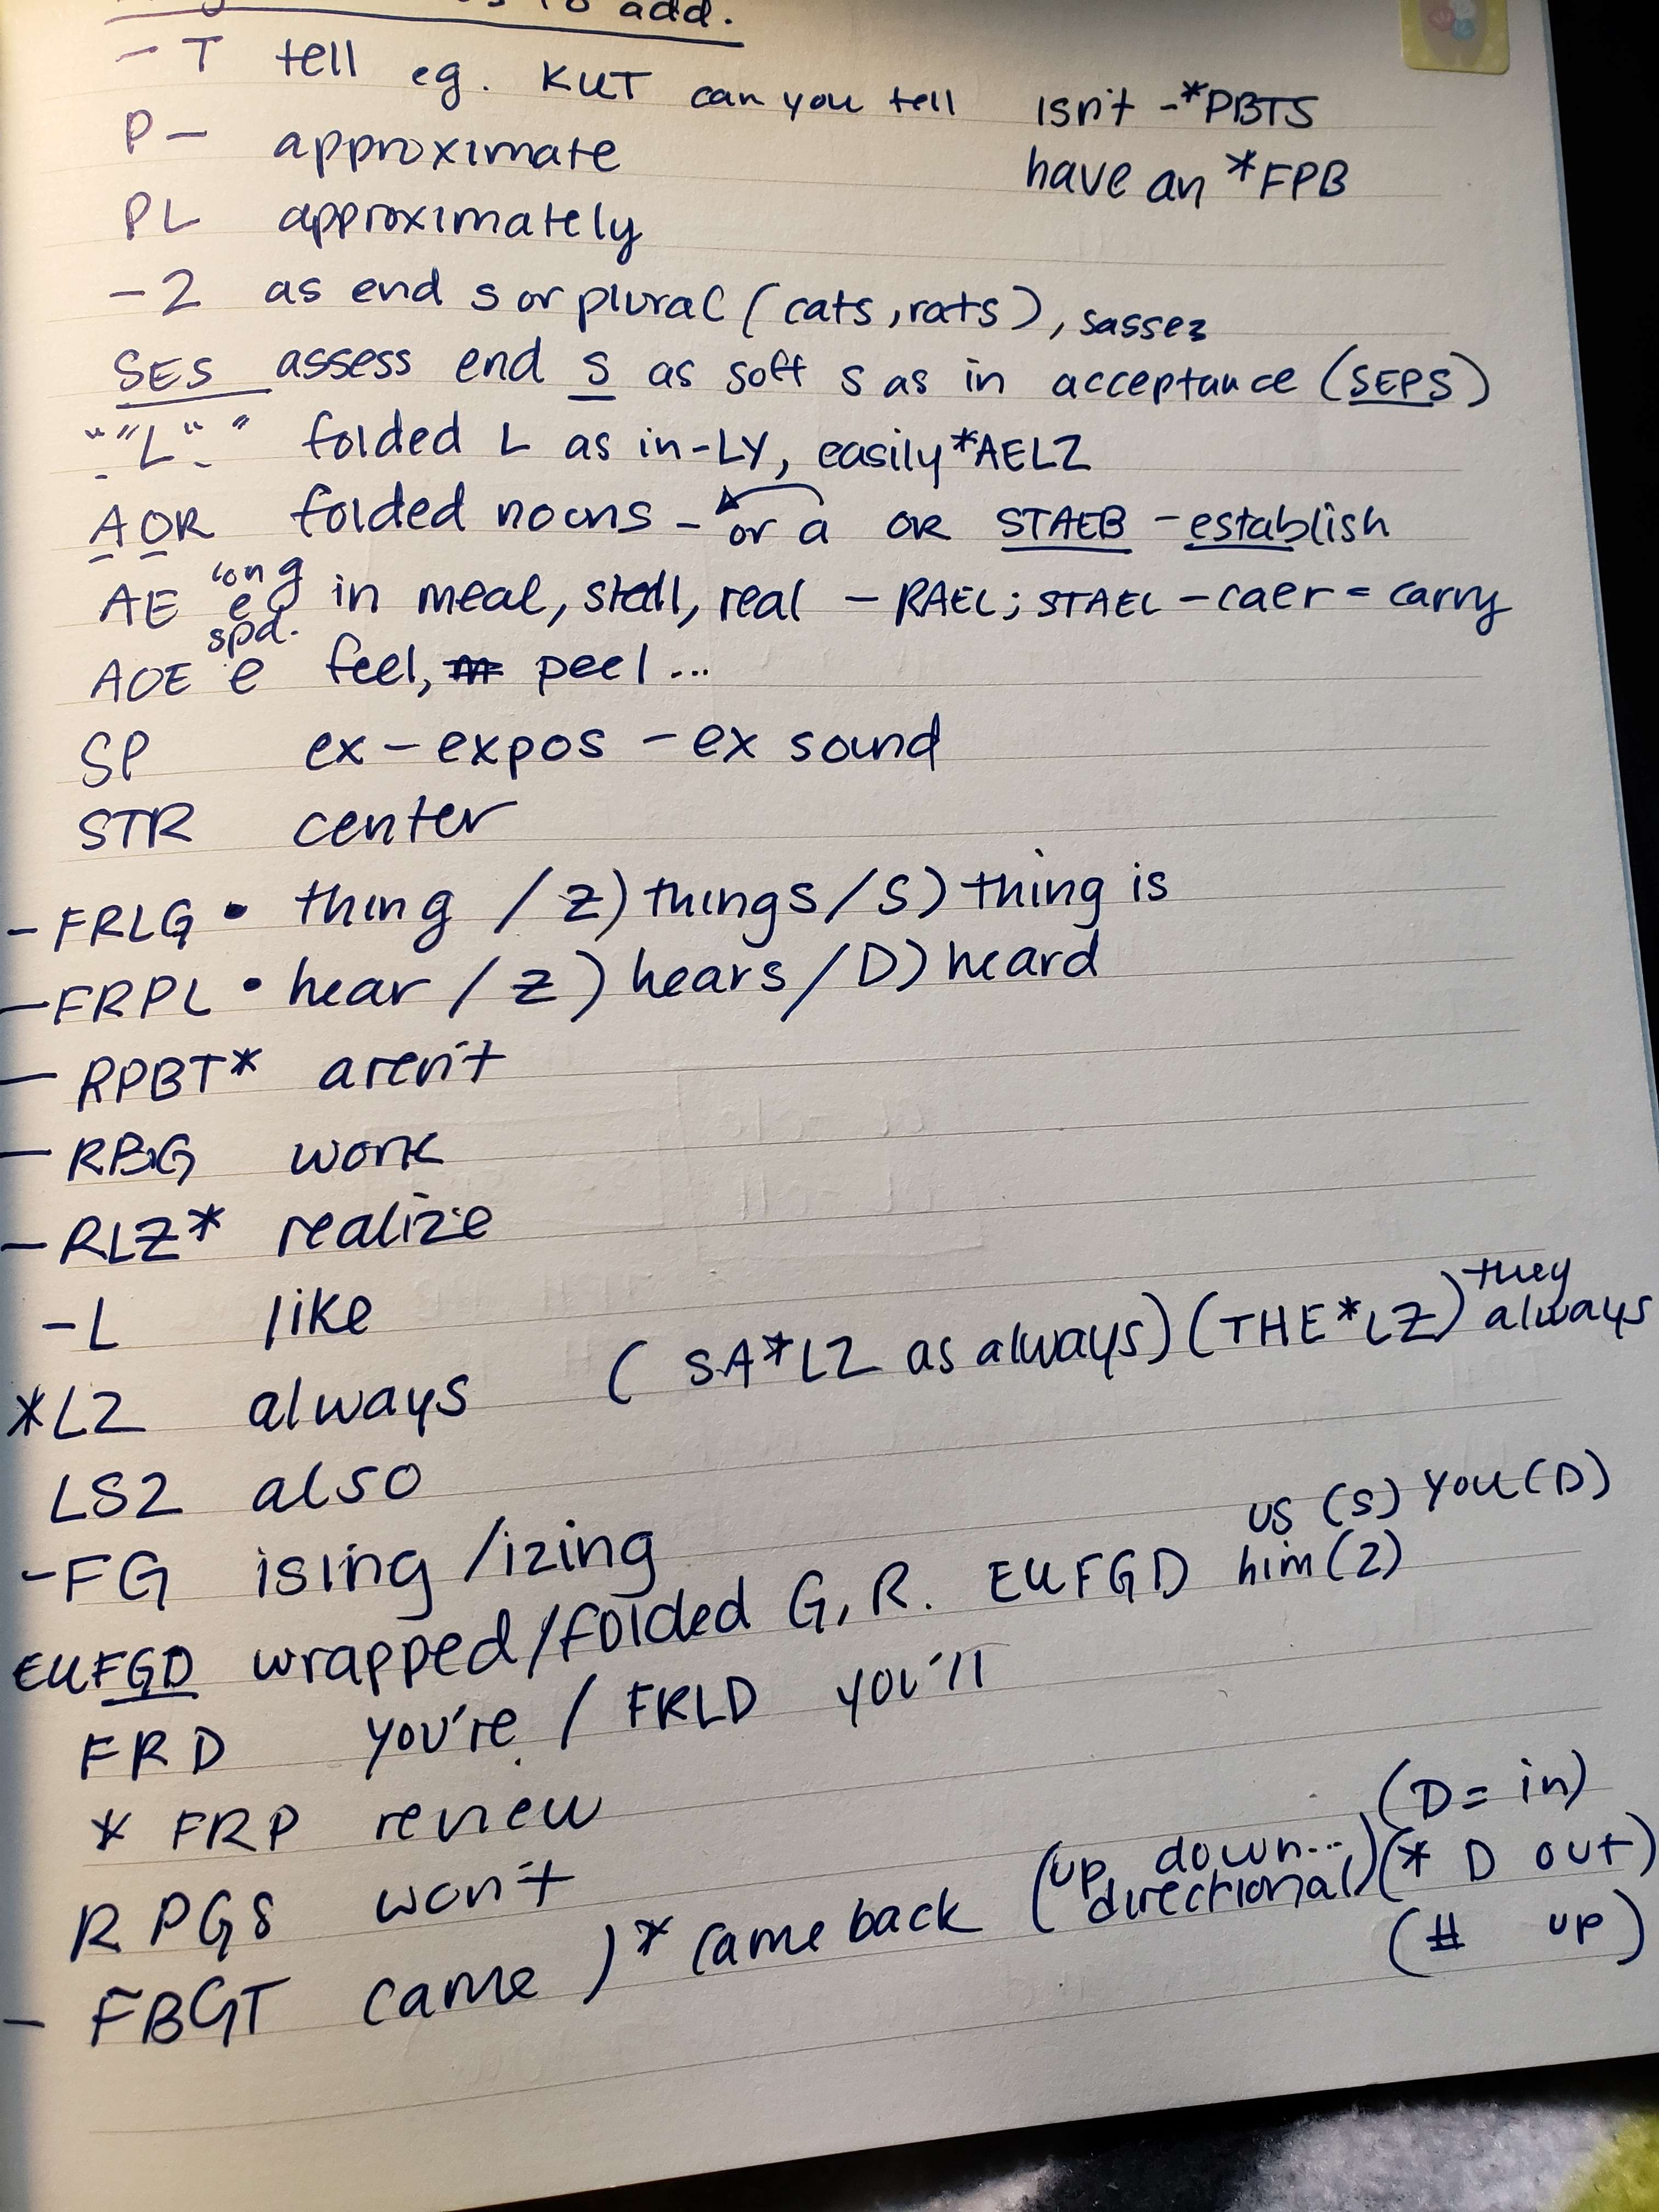 to add.
- T tell eg. KUT can you tell isn't -*PBTS
P- approximate have an *FPB
PL approximately
-Z as end s or plural (cats, rats), sassez
SES assess end s as soft s as in acceptance (SEPS)
"" "L" " folded L as in -LY, easily *AELZ
AOR folded nouns - or a OR STAEB - establish
AE long e in meal, steal, real - RAEL; STAEL - caer = carry
AOE spd. e feel, peel ...
SP ex - expos - ex sound
STR center
- FRLG • thing / Z) things / S) thing is
- FRPL • hear / Z) hears / D) heard
- RPBT* aren't
- RBG work
- RLZ* realize
-L like
*LZ always (SA*LZ as always) (THE*LZ) they always
LSZ also
-FG ising / izing
EUFGD wrapped/folded G, R. EUFGD us (S) you (D) him (Z)
FRD you're / FRLD you'll
* FRP review
RPGS won't
- FBGT came ) * came back (up, down... directional) (D = in) (* D out) (# up)